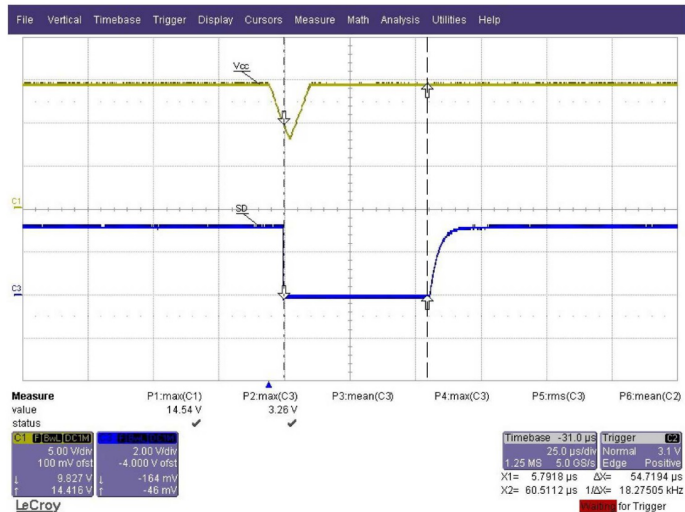 File Vertical Timebase Trigger Display Cursors Measure Math Analysis Utilities Help
Vcc
C1
SD
C3
Measure P1:max(C1) P2:max(C3) P3:mean(C3) P4:max(C3) P5:rms(C3) P6:mean(C2)
value 14.54 V 3.26 V
status
C1 F BwL DC1M
5.00 V/div
100 mV ofst
↓ 9.827 V
↑ 14.416 V
2.00 V/div
-4.000 V ofst
↓ -164 mV
↑ -46 mV
Timebase -31.0 µs
25.0 µs/div
1.25 MS 5.0 GS/s
Trigger C2
Normal 3.1 V
Edge Positive
X1= 5.7918 µs ΔX= 54.7194 µs
X2= 60.5112 µs 1/ΔX= 18.27505 kHz
LeCroy
Waiting for Trigger